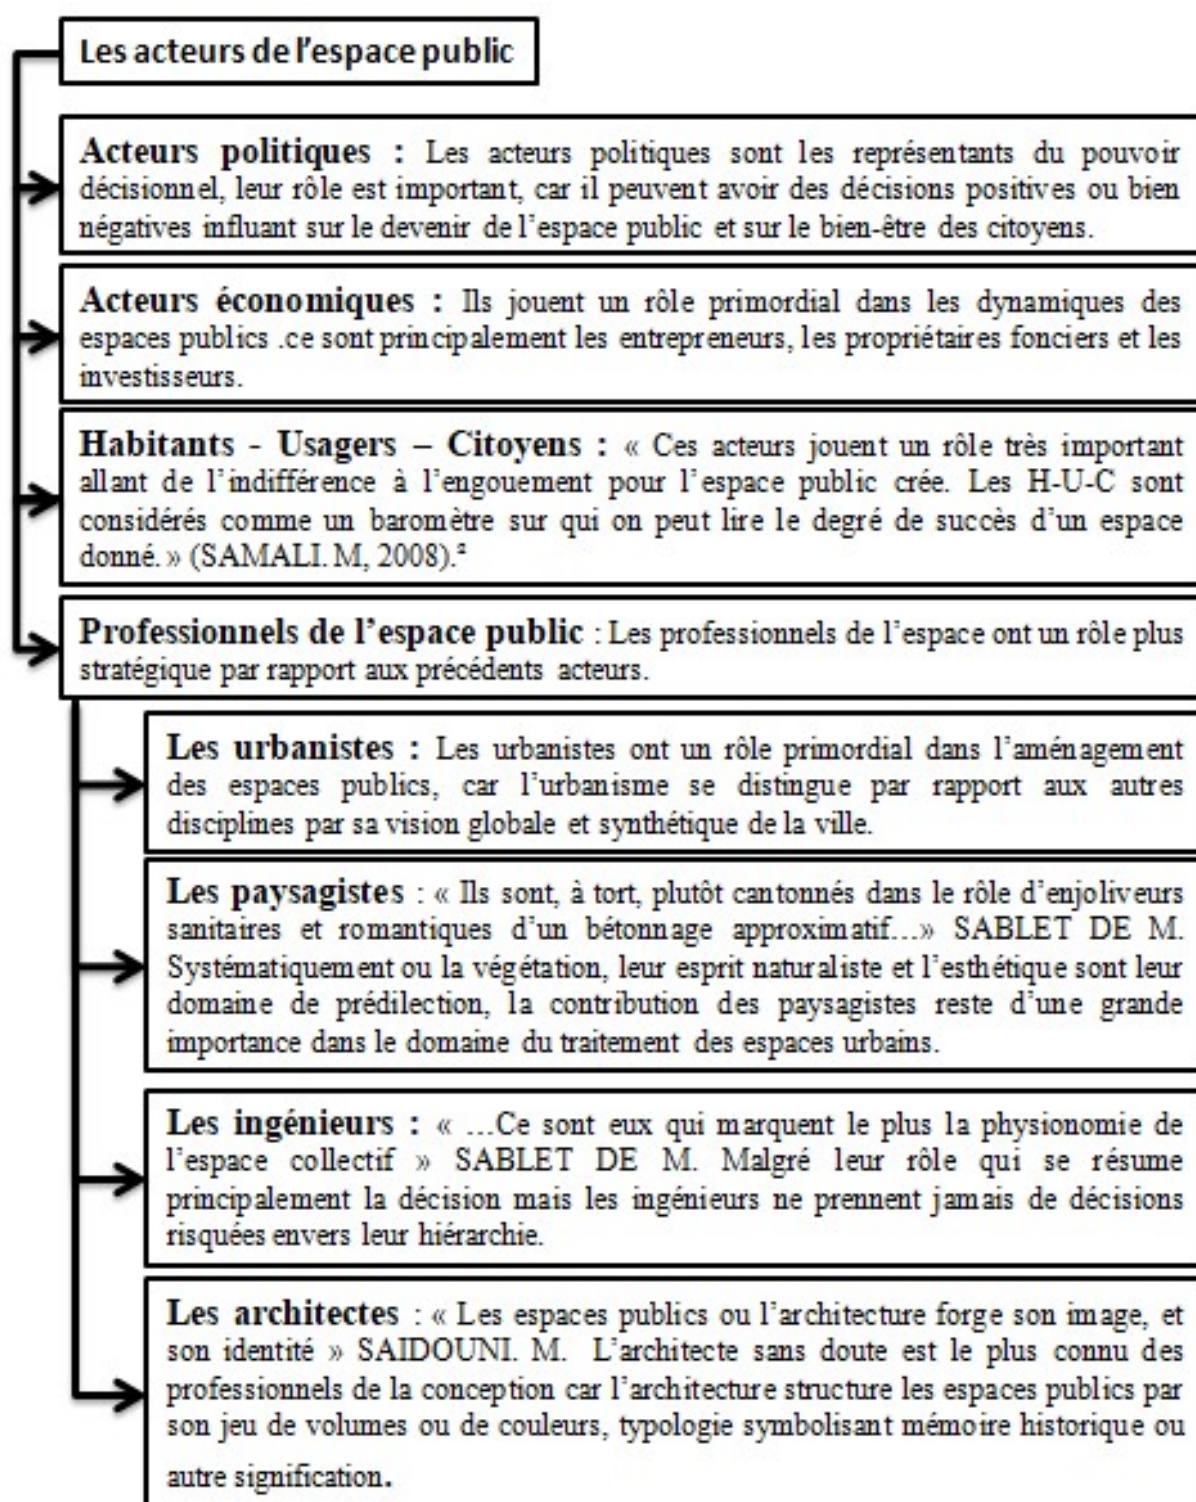 Les acteurs de l'espace public
Acteurs politiques : Les acteurs politiques sont les représentants du pouvoir
décisionnel, leur rôle est important, car il peuvent avoir des décisions positives ou bien
négatives influant sur le devenir de l'espace public et sur le bien-être des citoyens.
Acteurs économiques : Ils jouent un rôle primordial dans les dynamiques des
espaces publics .ce sont principalement les entrepreneurs, les propriétaires fonciers et les
investisseurs.
Habitants - Usagers – Citoyens : « Ces acteurs jouent un rôle très important
allant de l'indifférence à l'engouement pour l'espace public crée. Les H-U-C sont
considérés comme un baromètre sur qui on peut lire le degré de succès d'un espace
donné. » (SAMALI. M, 2008).²
Professionnels de l'espace public : Les professionnels de l'espace ont un rôle plus
stratégique par rapport aux précédents acteurs.
Les urbanistes : Les urbanistes ont un rôle primordial dans l'aménagement
des espaces publics, car l'urbanisme se distingue par rapport aux autres
disciplines par sa vision globale et synthétique de la ville.
Les paysagistes : « Ils sont, à tort, plutôt cantonnés dans le rôle d'enjoliveurs
sanitaires et romantiques d'un bétonnage approximatif…» SABLET DE M.
Systématiquement ou la végétation, leur esprit naturaliste et l'esthétique sont leur
domaine de prédilection, la contribution des paysagistes reste d'une grande
importance dans le domaine du traitement des espaces urbains.
Les ingénieurs : « …Ce sont eux qui marquent le plus la physionomie de
l'espace collectif » SABLET DE M. Malgré leur rôle qui se résume
principalement la décision mais les ingénieurs ne prennent jamais de décisions
risquées envers leur hiérarchie.
Les architectes : « Les espaces publics ou l'architecture forge son image, et
son identité » SAIDOUNI. M. L'architecte sans doute est le plus connu des
professionnels de la conception car l'architecture structure les espaces publics par
son jeu de volumes ou de couleurs, typologie symbolisant mémoire historique ou
autre signification.